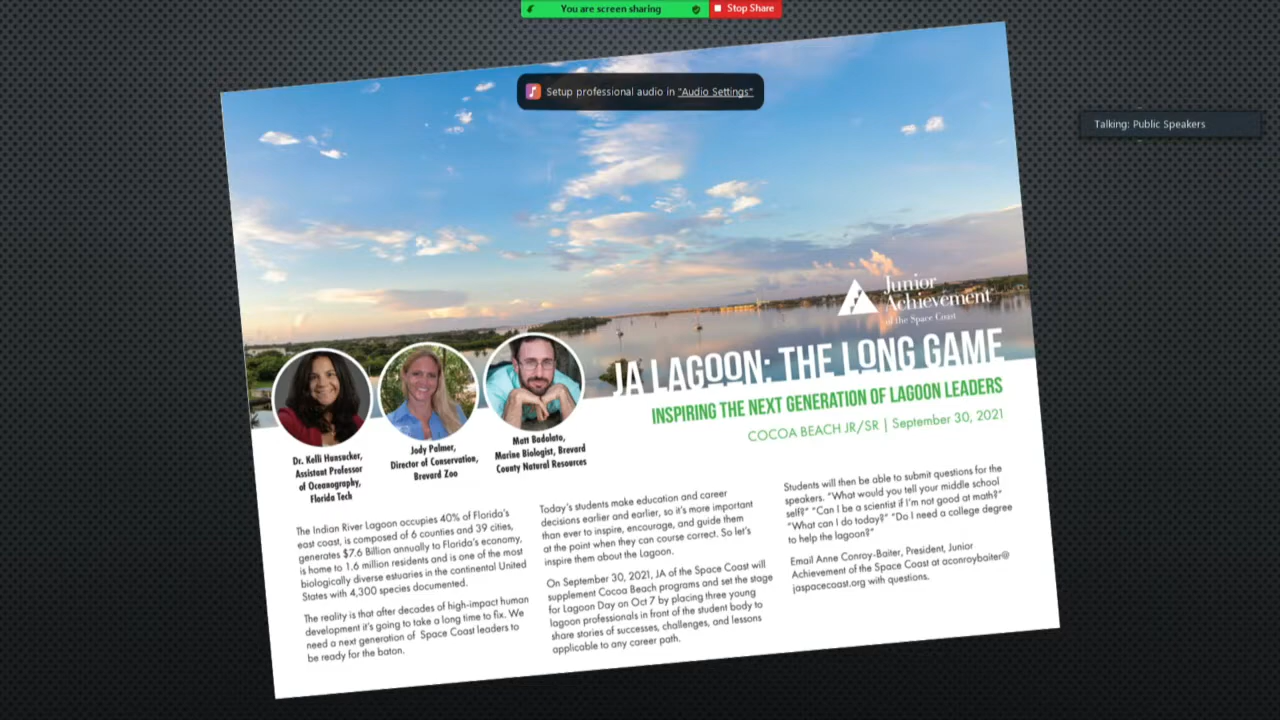 You are screen sharing
Stop Share
Setup professional audio in "Audio Settings"
Talking: Public Speakers
Junior
Achievement
of the Space Coast
JA LAGOON: THE LONG GAME
INSPIRING THE NEXT GENERATION OF LAGOON LEADERS
COCOA BEACH JR/SR | September 30, 2021
Dr. Kelli Hunsucker,
Assistant Professor
of Oceanography,
Florida Tech
Jody Palmer,
Director of Conservation,
Brevard Zoo
Matt Badolato,
Marine Biologist, Brevard
County Natural Resources
The Indian River Lagoon occupies 40% of Florida's
east coast, is composed of 6 counties and 39 cities,
generates $7.6 Billion annually to Florida's economy,
is home to 1.6 million residents and is one of the most
biologically diverse estuaries in the continental United
States with 4,300 species documented.
The reality is that after decades of high-impact human
development it's going to take a long time to fix. We
need a next generation of Space Coast leaders to
be ready for the baton.
Today's students make education and career
decisions earlier and earlier, so it's more important
than ever to inspire, encourage, and guide them
at the point when they can course correct. So let's
inspire them about the Lagoon.
On September 30, 2021, JA of the Space Coast will
supplement Cocoa Beach programs and set the stage
for Lagoon Day on Oct 7 by placing three young
lagoon professionals in front of the student body to
share stories of successes, challenges, and lessons
applicable to any career path.
Students will then be able to submit questions for the
speakers. "What would you tell your middle school
self?" "Can I be a scientist if I'm not good at math?"
"What can I do today?" "Do I need a college degree
to help the lagoon?"
Email Anne Conroy-Baiter, President, Junior
Achievement of the Space Coast at aconroybaiter@
jaspacecoast.org with questions.